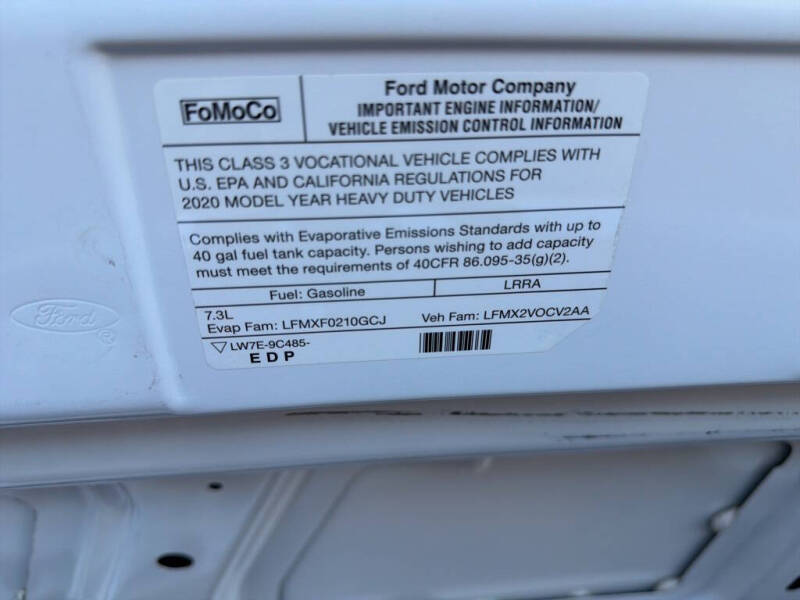 FoMoCo
Ford Motor Company
IMPORTANT ENGINE INFORMATION/
VEHICLE EMISSION CONTROL INFORMATION
THIS CLASS 3 VOCATIONAL VEHICLE COMPLIES WITH
U.S. EPA AND CALIFORNIA REGULATIONS FOR
2020 MODEL YEAR HEAVY DUTY VEHICLES
Complies with Evaporative Emissions Standards with up to
40 gal fuel tank capacity. Persons wishing to add capacity
must meet the requirements of 40CFR 86.095-35(g)(2).
Fuel: Gasoline LRRA
7.3L
Evap Fam: LFMXF0210GCJ Veh Fam: LFMX2VOCV2AA
LW7E-9C485-
EDP
Ford ®